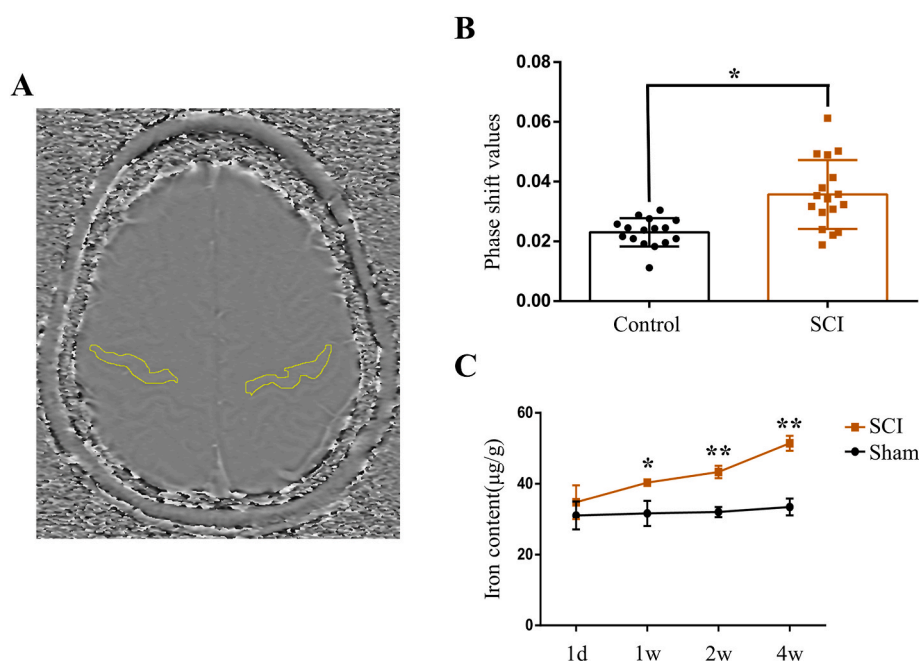 A
B
Phase shift values
0.08
0.06
0.04
0.02
0.00
*
Control
SCI
C
Iron content(μg/g)
60
40
20
0
*
**
**
1d
1w
2w
4w
SCI
Sham